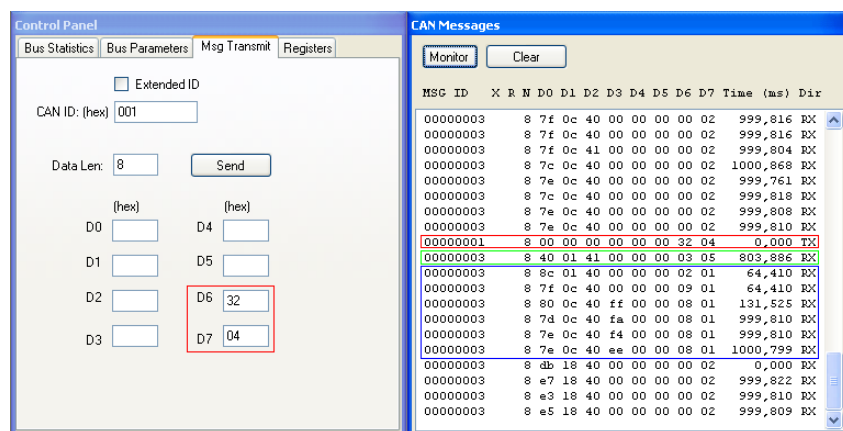 Control Panel
Bus Statistics Bus Parameters Msg Transmit Registers
Extended ID
CAN ID: (hex) 001
Data Len: 8 Send
(hex) (hex)
D0 D4
D1 D5
D2 D6 32
D3 D7 04
CAN Messages
Monitor Clear
MSG ID X R N D0 D1 D2 D3 D4 D5 D6 D7 Time (ms) Dir
00000003 8 7f 0c 40 00 00 00 00 02 999,816 RX
00000003 8 7f 0c 40 00 00 00 00 02 999,816 RX
00000003 8 7f 0c 41 00 00 00 00 02 999,804 RX
00000003 8 7c 0c 40 00 00 00 00 02 1000,868 RX
00000003 8 7e 0c 40 00 00 00 00 02 999,761 RX
00000003 8 7c 0c 40 00 00 00 00 02 999,818 RX
00000003 8 7e 0c 40 00 00 00 00 02 999,808 RX
00000003 8 7e 0c 40 00 00 00 00 02 999,810 RX
00000001 8 00 00 00 00 00 00 32 04 0,000 TX
00000003 8 40 01 41 00 00 00 03 05 803,886 RX
00000003 8 8c 01 40 00 00 00 02 01 64,410 RX
00000003 8 7f 0c 40 00 00 00 09 01 64,410 RX
00000003 8 80 0c 40 ff 00 00 08 01 131,525 RX
00000003 8 7d 0c 40 fa 00 00 08 01 999,810 RX
00000003 8 7e 0c 40 f4 00 00 08 01 999,810 RX
00000003 8 7e 0c 40 ee 00 00 08 01 1000,799 RX
00000003 8 db 18 40 00 00 00 00 02 0,000 RX
00000003 8 e7 18 40 00 00 00 00 02 999,822 RX
00000003 8 e3 18 40 00 00 00 00 02 999,810 RX
00000003 8 e5 18 40 00 00 00 00 02 999,809 RX